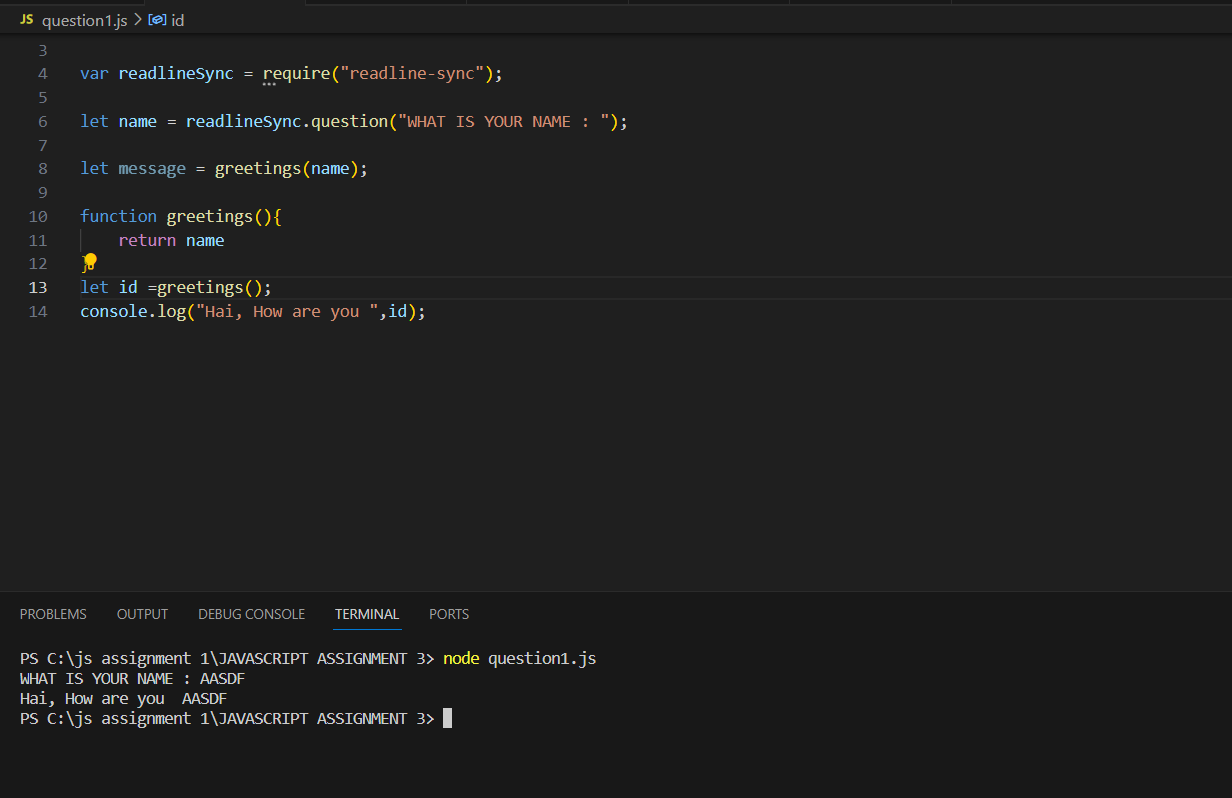 JS question1.js > id
3
4 var readlineSync = require("readline-sync");
5
6 let name = readlineSync.question("WHAT IS YOUR NAME : ");
7
8 let message = greetings(name);
9
10 function greetings(){
11 return name
12 }
13 let id =greetings();
14 console.log("Hai, How are you ",id);
PROBLEMS OUTPUT DEBUG CONSOLE TERMINAL PORTS
PS C:\js assignment 1\JAVASCRIPT ASSIGNMENT 3> node question1.js
WHAT IS YOUR NAME : AASDF
Hai, How are you  AASDF
PS C:\js assignment 1\JAVASCRIPT ASSIGNMENT 3>